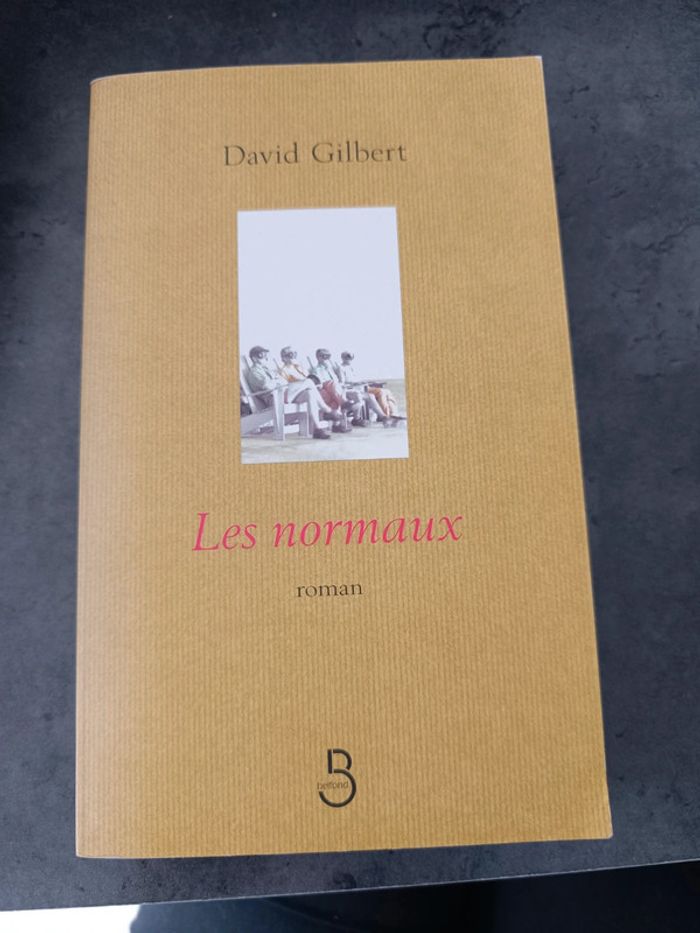 David Gilbert
Les normaux
roman
belfond